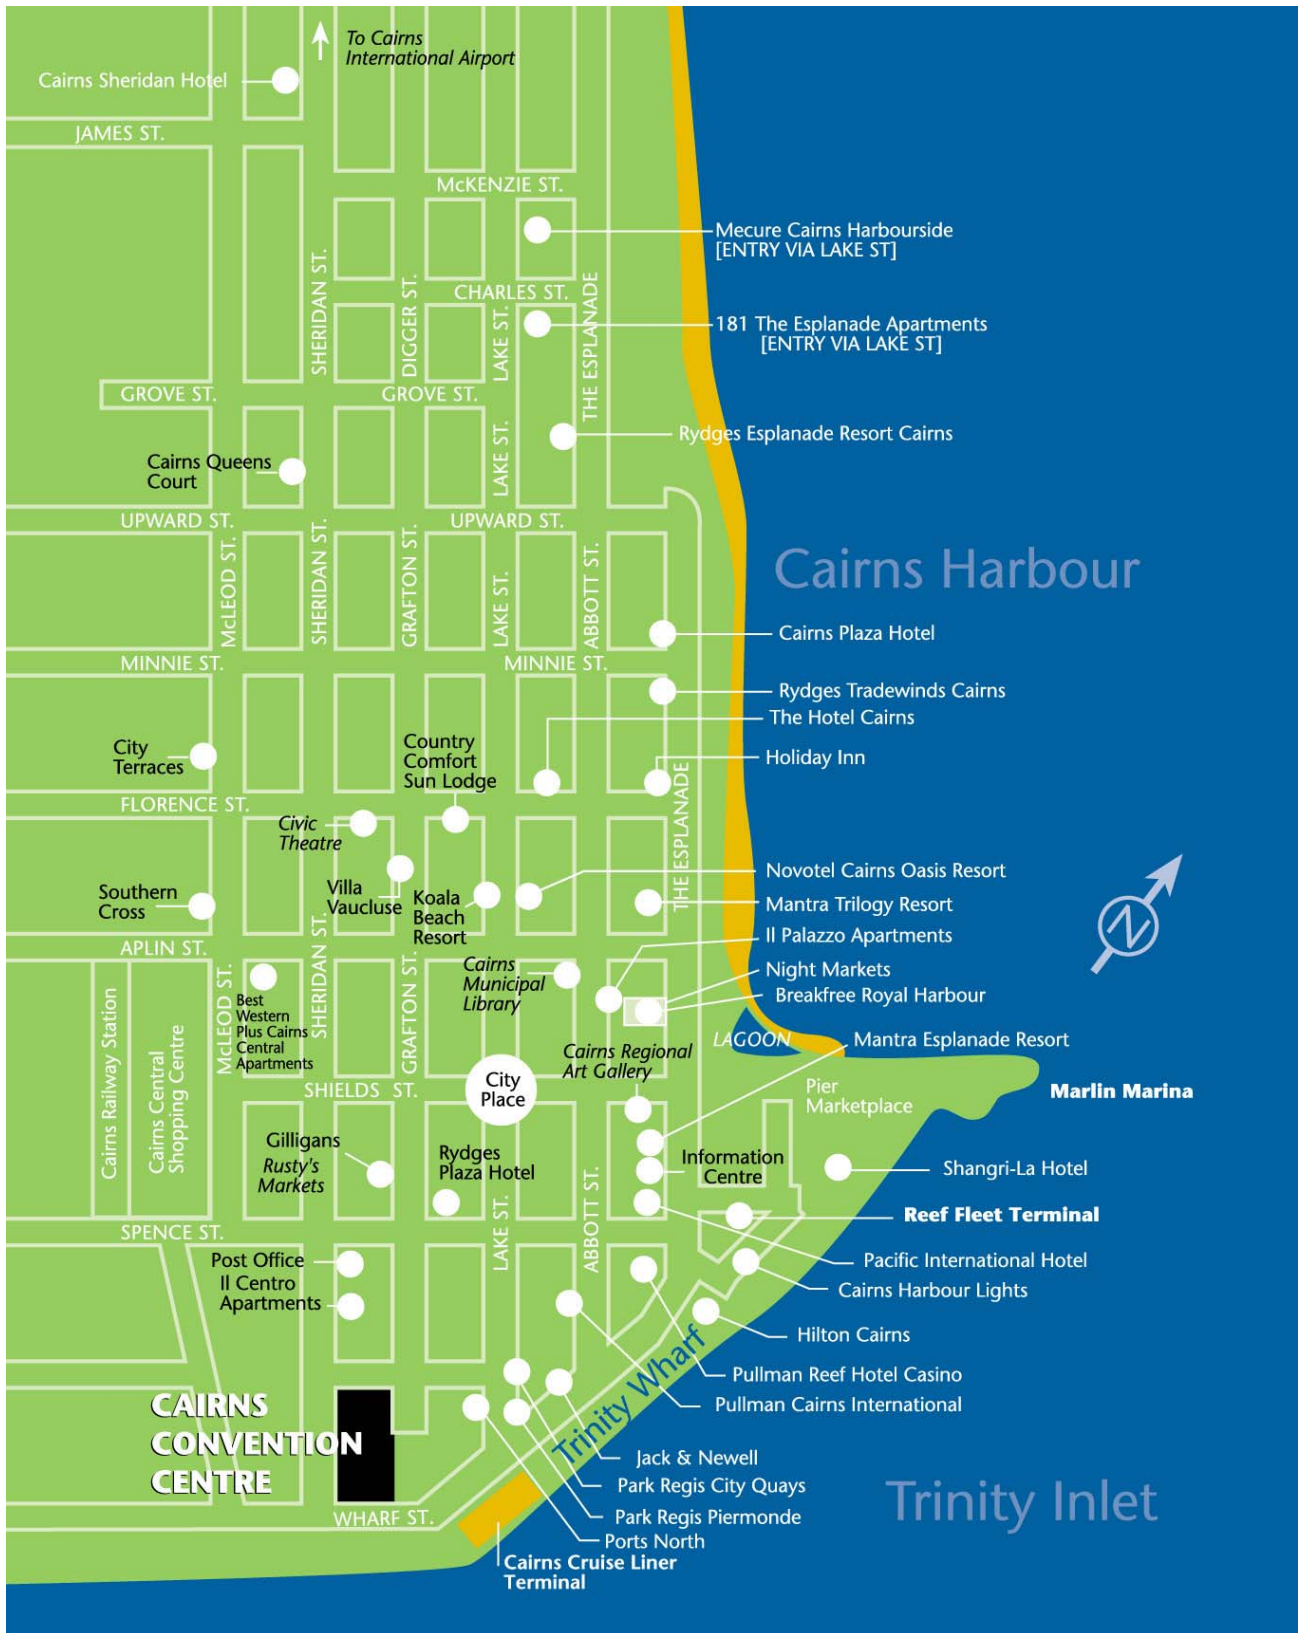 To Cairns
International Airport
Cairns Sheridan Hotel
JAMES ST.
McKENZIE ST.
Mecure Cairns Harbourside
[ENTRY VIA LAKE ST]
SHERIDAN ST.
DIGGER ST.
CHARLES ST.
THE ESPLANADE
LAKE ST.
181 The Esplanade Apartments
[ENTRY VIA LAKE ST]
GROVE ST.
GROVE ST.
LAKE ST.
Rydges Esplanade Resort Cairns
Cairns Queens
Court
UPWARD ST.
UPWARD ST.
McLEOD ST.
SHERIDAN ST.
GRAFTON ST.
LAKE ST.
ABBOTT ST.
Cairns Harbour
Cairns Plaza Hotel
MINNIE ST.
MINNIE ST.
Rydges Tradewinds Cairns
The Hotel Cairns
City
Terraces
Country
Comfort
Sun Lodge
Holiday Inn
FLORENCE ST.
THE ESPLANADE
Civic
Theatre
Villa
Vaucluse
Koala
Beach
Resort
Novotel Cairns Oasis Resort
Southern
Cross
Mantra Trilogy Resort
N
Il Palazzo Apartments
APLIN ST.
SHERIDAN ST.
Cairns
Municipal
Library
Night Markets
Breakfree Royal Harbour
McLEOD ST.
Best
Western
Plus Cairns
Central
Apartments
GRAFTON ST.
Cairns Railway Station
Cairns Central
Shopping Centre
LAGOON
Mantra Esplanade Resort
Cairns Regional
Art Gallery
City
Place
SHIELDS ST.
Pier
Marketplace
Marlin Marina
Gilligans
Rusty's
Markets
Rydges
Plaza Hotel
Information
Centre
Shangri-La Hotel
LAKE ST.
ABBOTT ST.
Reef Fleet Terminal
SPENCE ST.
Post Office
Il Centro
Apartments
Pacific International Hotel
Cairns Harbour Lights
Hilton Cairns
Trinity Wharf
Pullman Reef Hotel Casino
Pullman Cairns International
CAIRNS
CONVENTION
CENTRE
Jack & Newell
Park Regis City Quays
Trinity Inlet
WHARF ST.
Park Regis Piermonde
Ports North
Cairns Cruise Liner
Terminal